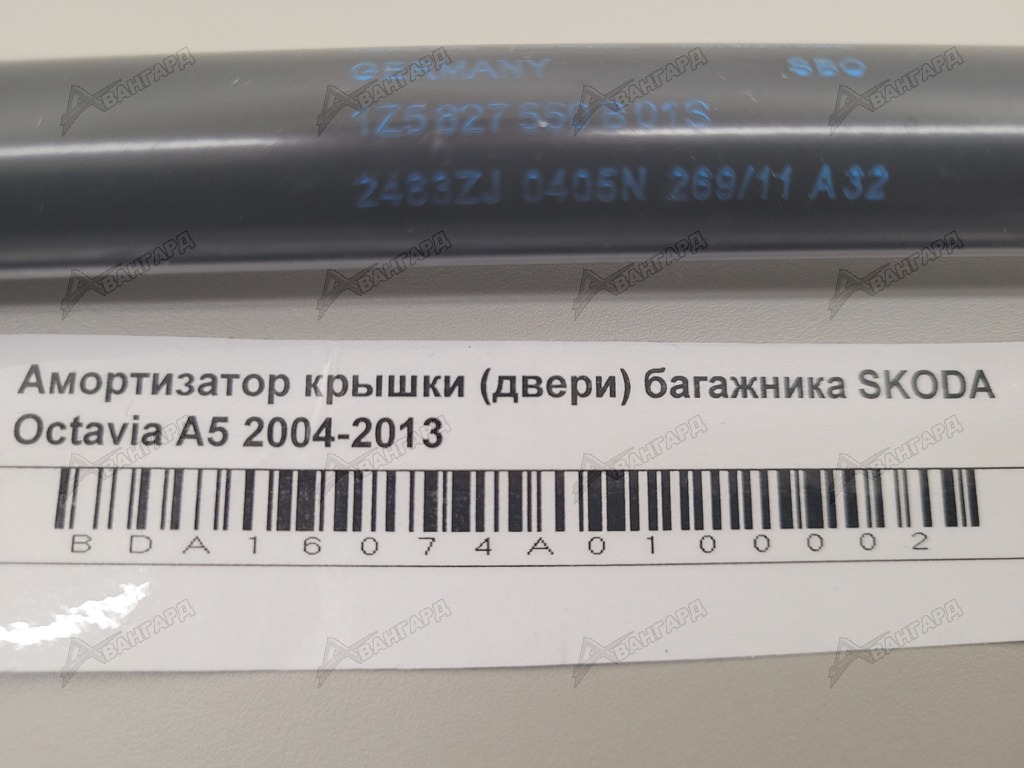 GERMANY SBO
1Z5 827 550 B 01S
2483ZJ 0405N 269/11 A32
Амортизатор крышки (двери) багажника SKODA
Octavia A5 2004-2013
BDA16074A0100002
АВАНГАРД